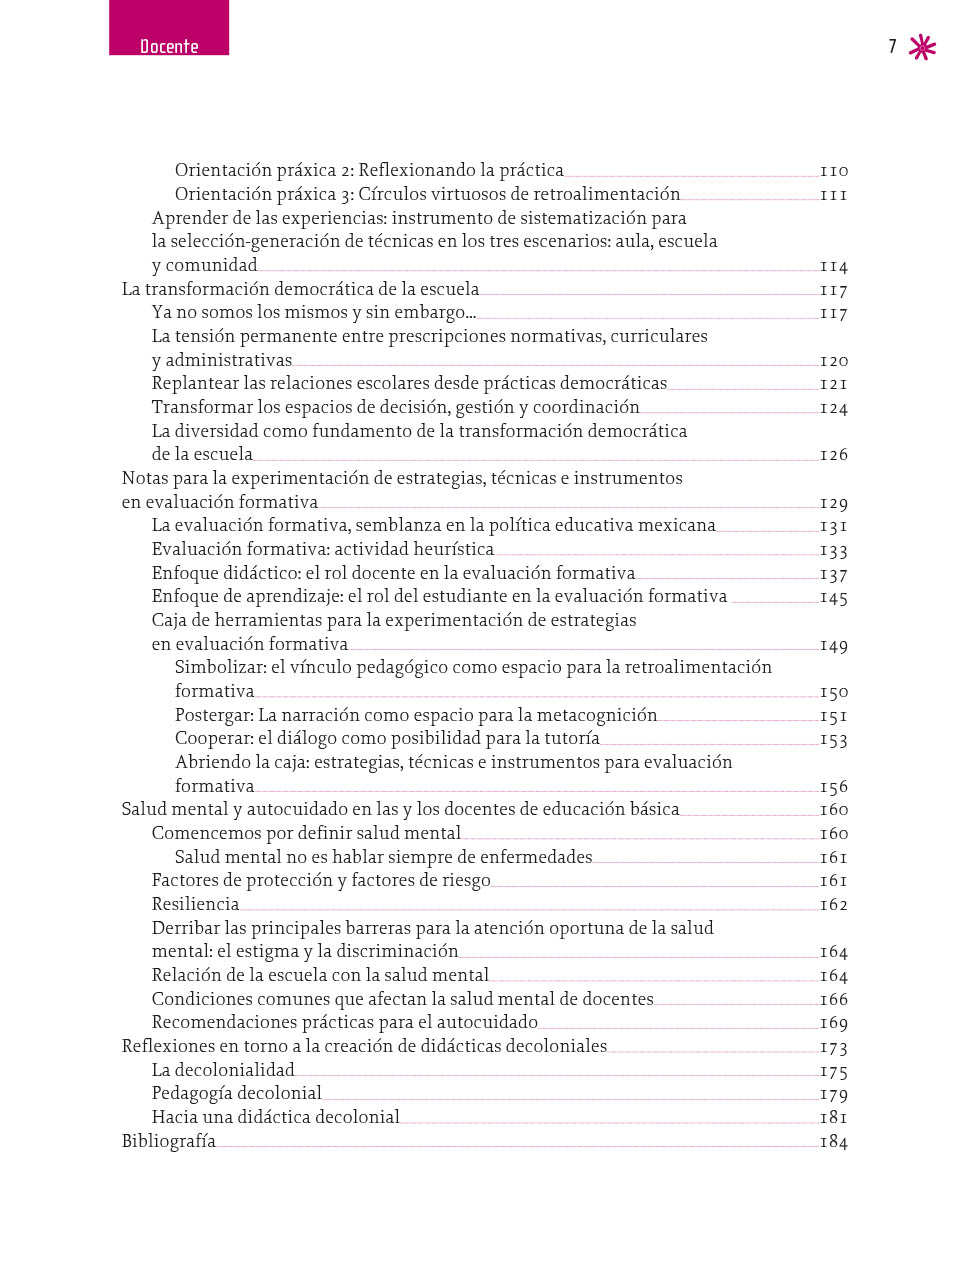 Docente
7
Orientación práxica 2: Reflexionando la práctica 110
Orientación práxica 3: Círculos virtuosos de retroalimentación 111
Aprender de las experiencias: instrumento de sistematización para
la selección-generación de técnicas en los tres escenarios: aula, escuela
y comunidad 114
La transformación democrática de la escuela 117
Ya no somos los mismos y sin embargo… 117
La tensión permanente entre prescripciones normativas, curriculares
y administrativas 120
Replantear las relaciones escolares desde prácticas democráticas 121
Transformar los espacios de decisión, gestión y coordinación 124
La diversidad como fundamento de la transformación democrática
de la escuela 126
Notas para la experimentación de estrategias, técnicas e instrumentos
en evaluación formativa 129
La evaluación formativa, semblanza en la política educativa mexicana 131
Evaluación formativa: actividad heurística 133
Enfoque didáctico: el rol docente en la evaluación formativa 137
Enfoque de aprendizaje: el rol del estudiante en la evaluación formativa 145
Caja de herramientas para la experimentación de estrategias
en evaluación formativa 149
Simbolizar: el vínculo pedagógico como espacio para la retroalimentación
formativa 150
Postergar: La narración como espacio para la metacognición 151
Cooperar: el diálogo como posibilidad para la tutoría 153
Abriendo la caja: estrategias, técnicas e instrumentos para evaluación
formativa 156
Salud mental y autocuidado en las y los docentes de educación básica 160
Comencemos por definir salud mental 160
Salud mental no es hablar siempre de enfermedades 161
Factores de protección y factores de riesgo 161
Resiliencia 162
Derribar las principales barreras para la atención oportuna de la salud
mental: el estigma y la discriminación 164
Relación de la escuela con la salud mental 164
Condiciones comunes que afectan la salud mental de docentes 166
Recomendaciones prácticas para el autocuidado 169
Reflexiones en torno a la creación de didácticas decoloniales 173
La decolonialidad 175
Pedagogía decolonial 179
Hacia una didáctica decolonial 181
Bibliografía 184